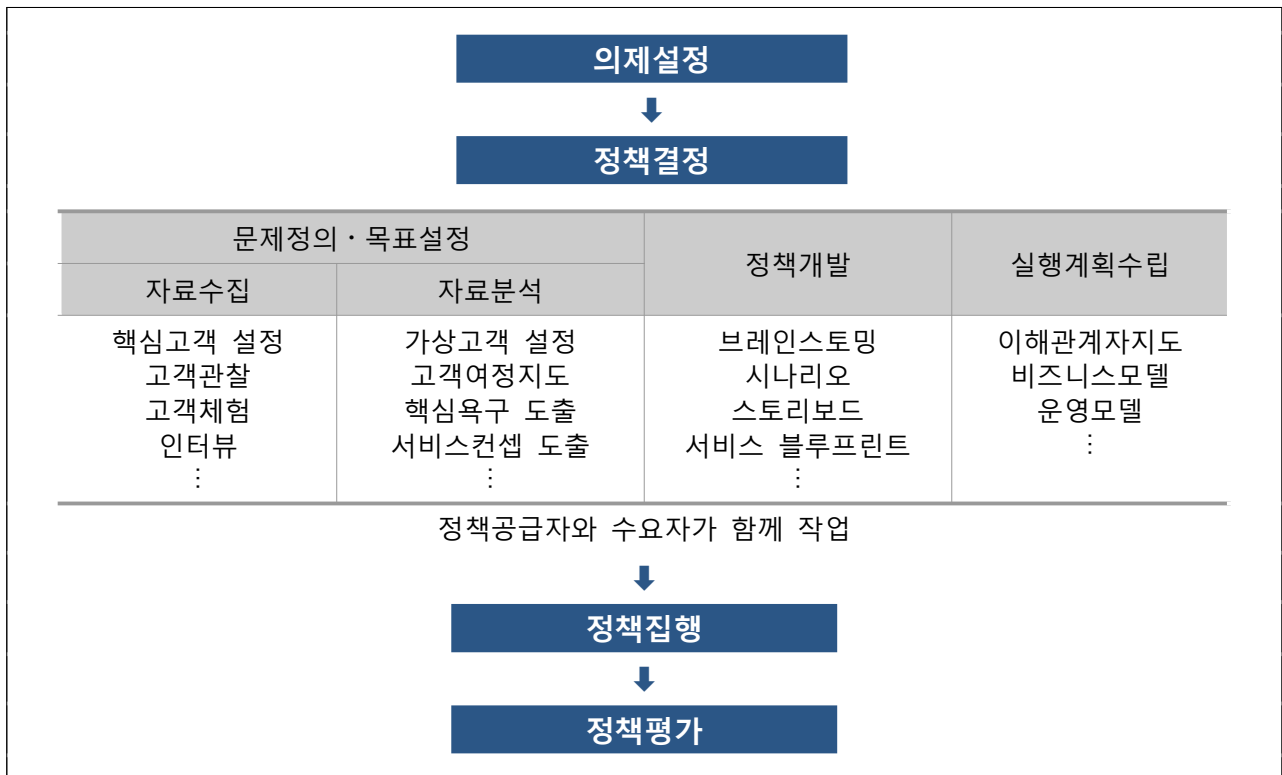 의제설정
정책결정
문제정의 · 목표설정
정책개발
실행계획수립
자료수집
자료분석
핵심고객 설정
고객관찰
고객체험
인터뷰
⋮
가상고객 설정
고객여정지도
핵심욕구 도출
서비스컨셉 도출
⋮
브레인스토밍
시나리오
스토리보드
서비스 블루프린트
⋮
이해관계자지도
비즈니스모델
운영모델
⋮
정책공급자와 수요자가 함께 작업
정책집행
정책평가